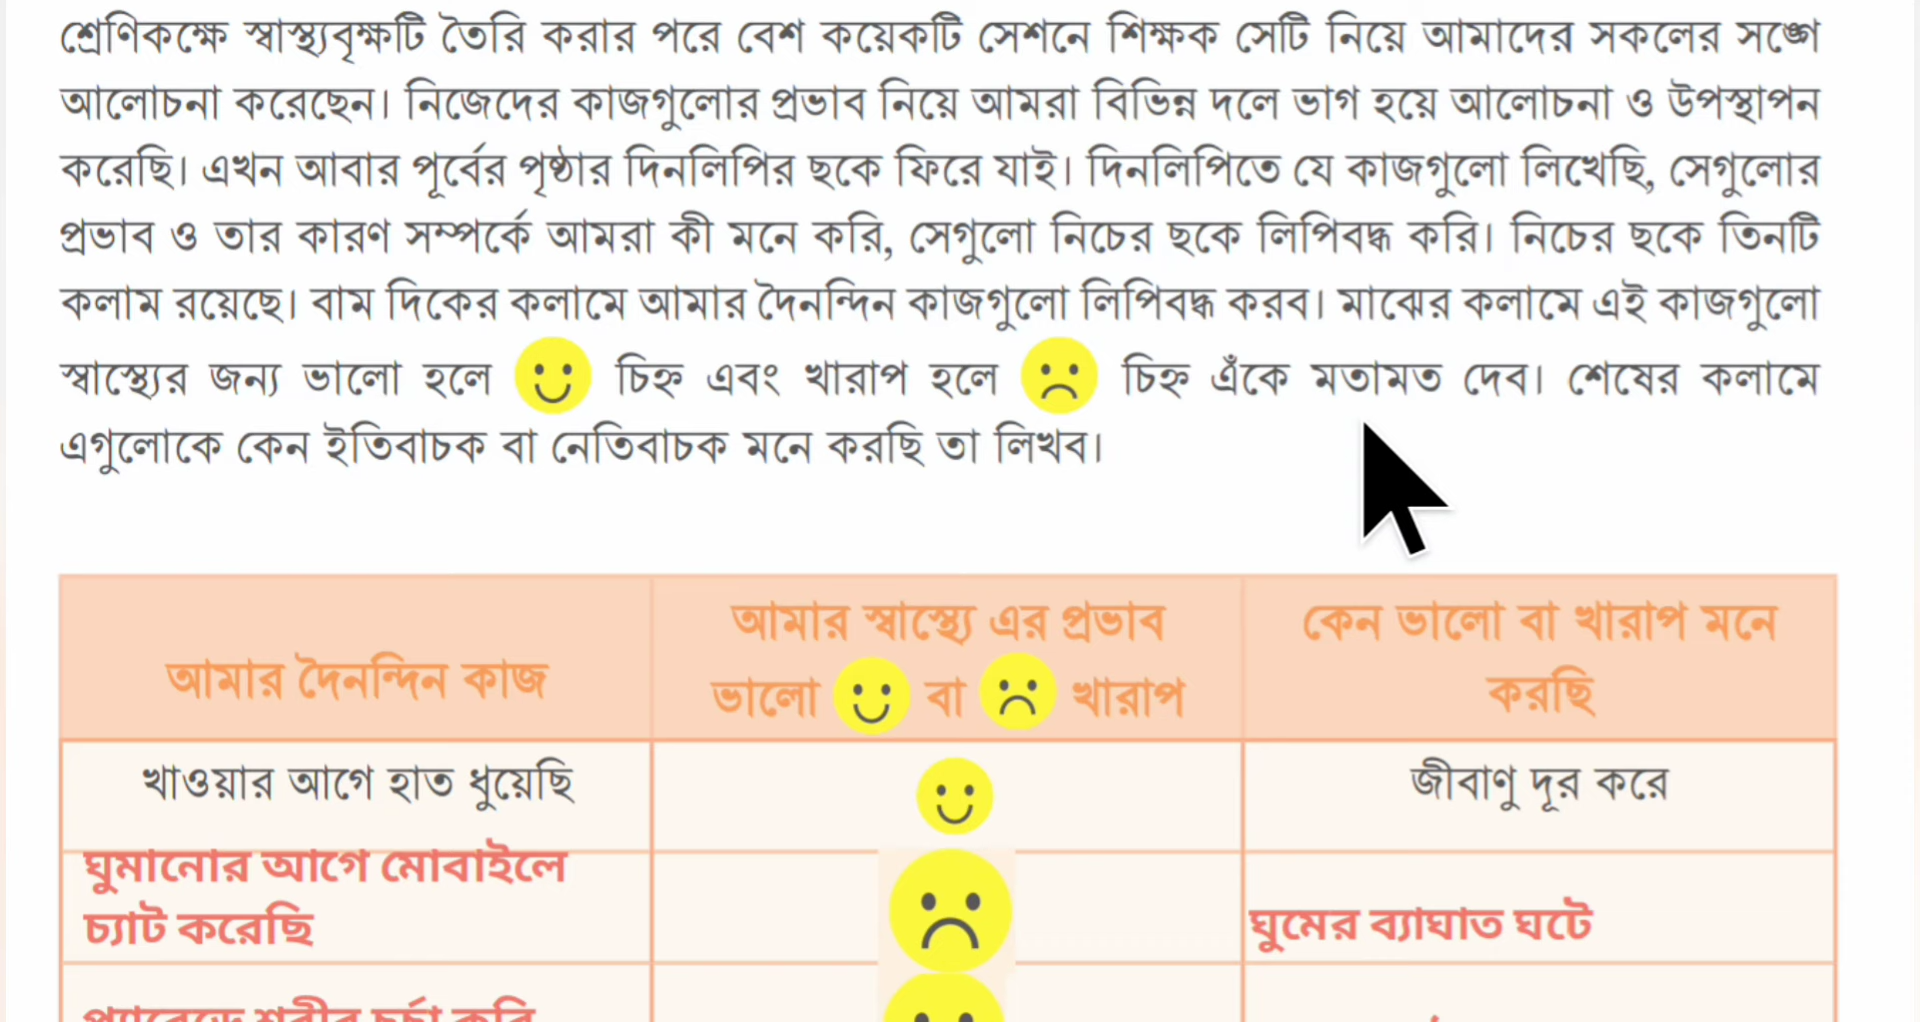 শ্রেণিকক্ষে স্বাস্থ্যবৃক্ষটি তৈরি করার পরে বেশ কয়েকটি সেশনে শিক্ষক সেটি নিয়ে আমাদের সকলের সঙ্গে
আলোচনা করেছেন। নিজেদের কাজগুলোর প্রভাব নিয়ে আমরা বিভিন্ন দলে ভাগ হয়ে আলোচনা ও উপস্থাপন
করেছি। এখন আবার পূর্বের পৃষ্ঠার দিনলিপির ছকে ফিরে যাই। দিনলিপিতে যে কাজগুলো লিখেছি, সেগুলোর
প্রভাব ও তার কারণ সম্পর্কে আমরা কী মনে করি, সেগুলো নিচের ছকে লিপিবদ্ধ করি। নিচের ছকে তিনটি
কলাম রয়েছে। বাম দিকের কলামে আমার দৈনন্দিন কাজগুলো লিপিবদ্ধ করব। মাঝের কলামে এই কাজগুলো
স্বাস্থ্যের জন্য ভালো হলে চিহ্ন এবং খারাপ হলে চিহ্ন এঁকে মতামত দেব। শেষের কলামে
এগুলোকে কেন ইতিবাচক বা নেতিবাচক মনে করছি তা লিখব।
আমার দৈনন্দিন কাজ
আমার স্বাস্থ্যে এর প্রভাব
ভালো বা খারাপ
কেন ভালো বা খারাপ মনে
করছি
খাওয়ার আগে হাত ধুয়েছি
জীবাণু দূর করে
ঘুমানোর আগে মোবাইলে
চ্যাট করেছি
ঘুমের ব্যাঘাত ঘটে